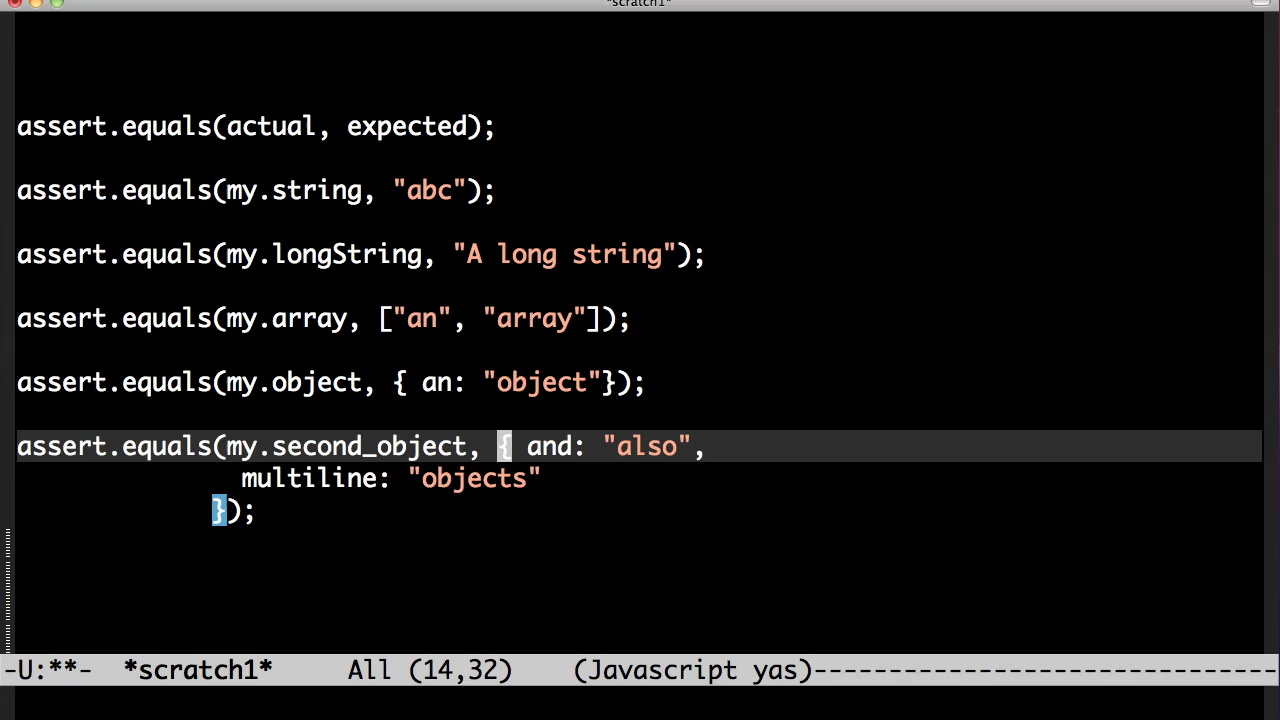 *scratch1*
assert.equals(actual, expected);
assert.equals(my.string, "abc");
assert.equals(my.longString, "A long string");
assert.equals(my.array, ["an", "array"]);
assert.equals(my.object, { an: "object"});
assert.equals(my.second_object, { and: "also",
multiline: "objects"
});
-U:**-  *scratch1*     All (14,32)    (Javascript yas)-------------------------------